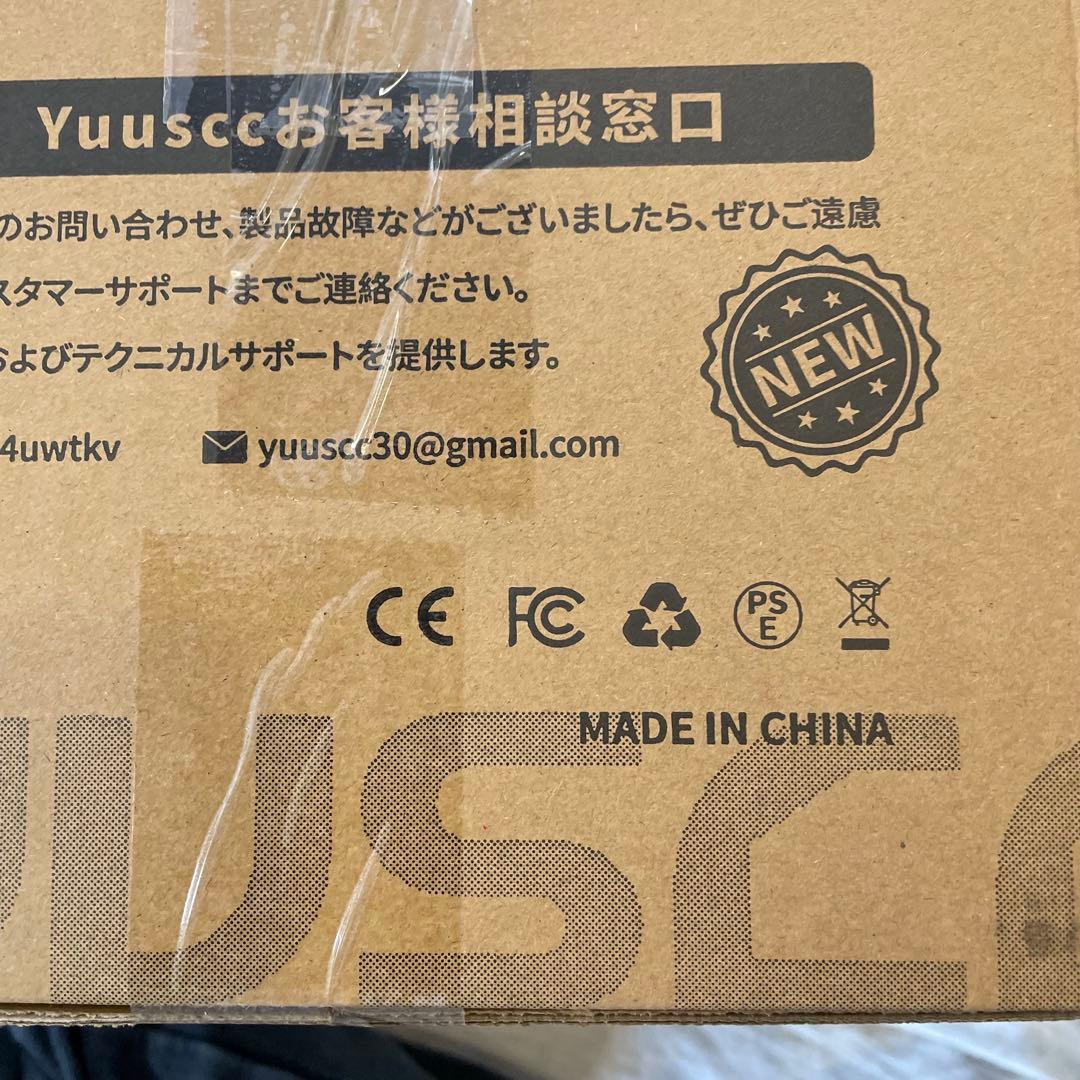 Yuusccお客様相談窓口
のお問い合わせ、製品故障などがございましたら、ぜひご遠慮
スタマーサポートまでご連絡ください。
およびテクニカルサポートを提供します。
NEW
4uwtkv
yuuscc30@gmail.com
CE FC PS E
MADE IN CHINA
USC